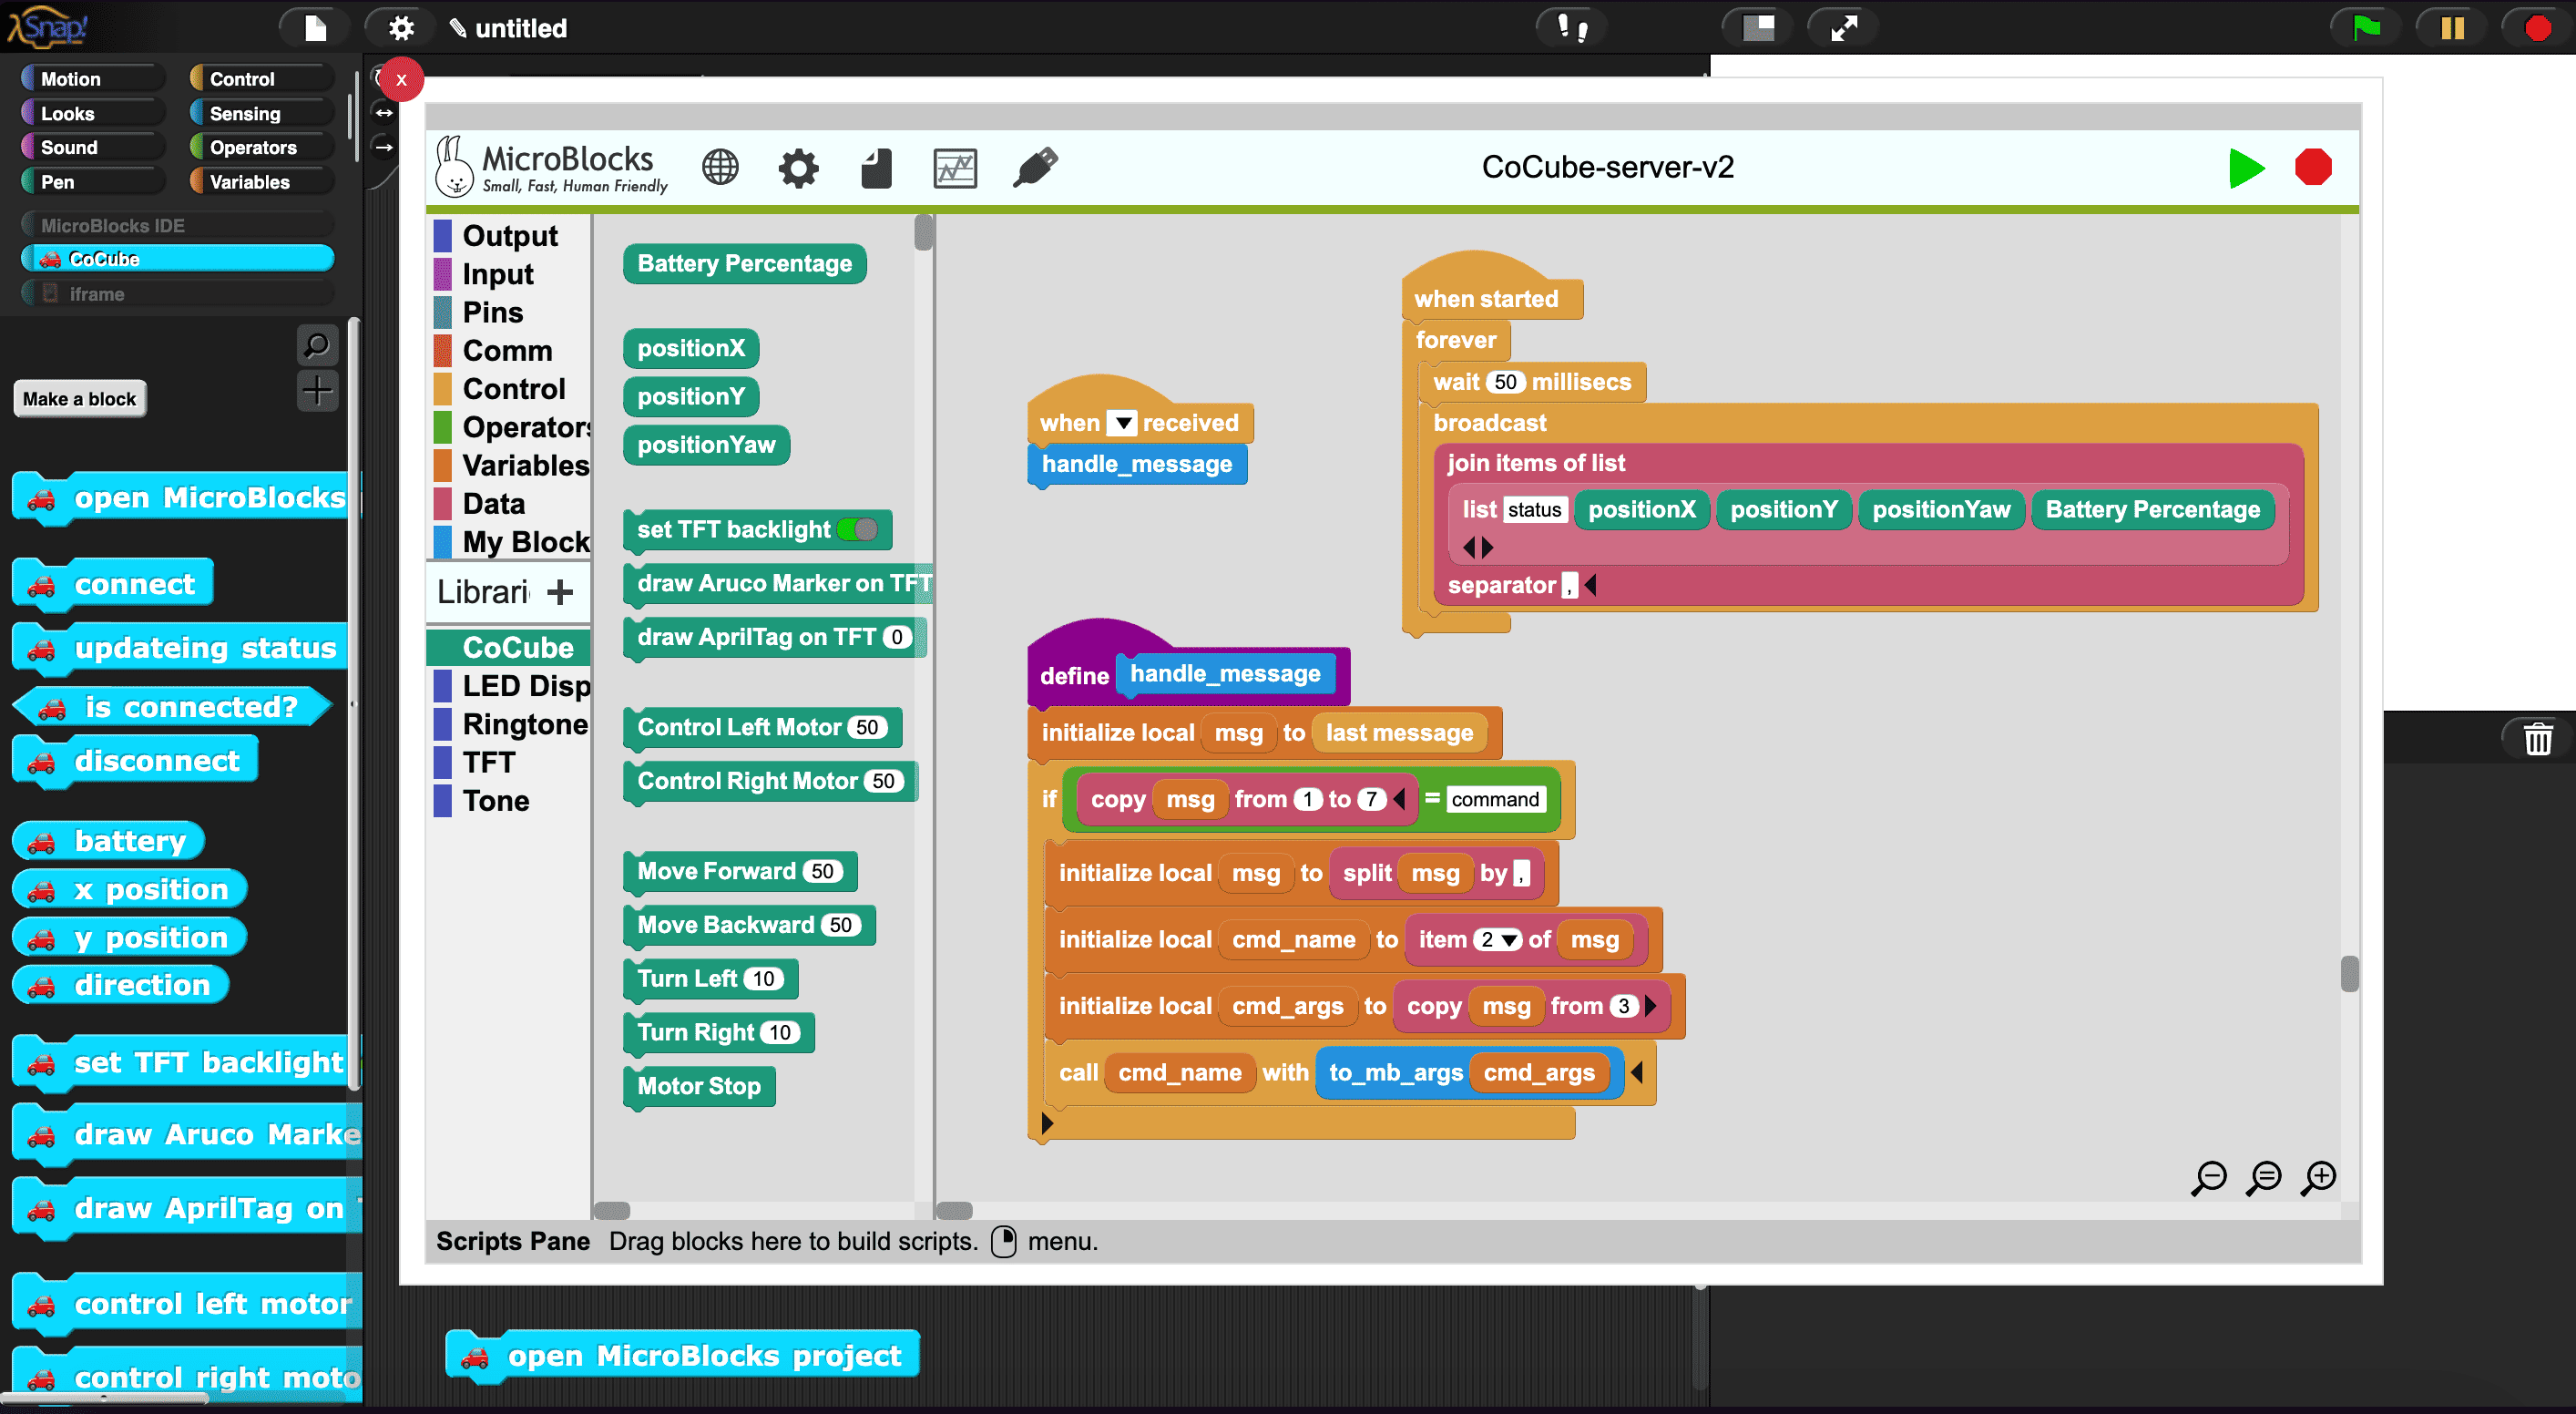 Snap!
untitled
Motion
Control
Looks
Sensing
Sound
Operators
Pen
Variables
MicroBlocks IDE
CoCube
iframe
Make a block
open MicroBlocks
connect
updateing status
is connected?
disconnect
battery
x position
y position
direction
set TFT backlight
draw Aruco Marke
draw AprilTag on
control left motor
control right moto
x
MicroBlocks
Small, Fast, Human Friendly
CoCube-server-v2
Output
Input
Pins
Comm
Control
Operators
Variables
Data
My Block
Librari +
CoCube
LED Disp
Ringtone
TFT
Tone
Battery Percentage
positionX
positionY
positionYaw
set TFT backlight
draw Aruco Marker on TFT
draw AprilTag on TFT 0
Control Left Motor 50
Control Right Motor 50
Move Forward 50
Move Backward 50
Turn Left 10
Turn Right 10
Motor Stop
when received
handle_message
when started
forever
wait 50 millisecs
broadcast
join items of list
list status positionX positionY positionYaw Battery Percentage
separator ,
define handle_message
initialize local msg to last message
if copy msg from 1 to 7 = command
initialize local msg to split msg by ,
initialize local cmd_name to item 2 of msg
initialize local cmd_args to copy msg from 3
call cmd_name with to_mb_args cmd_args
Scripts Pane Drag blocks here to build scripts. menu.
open MicroBlocks project